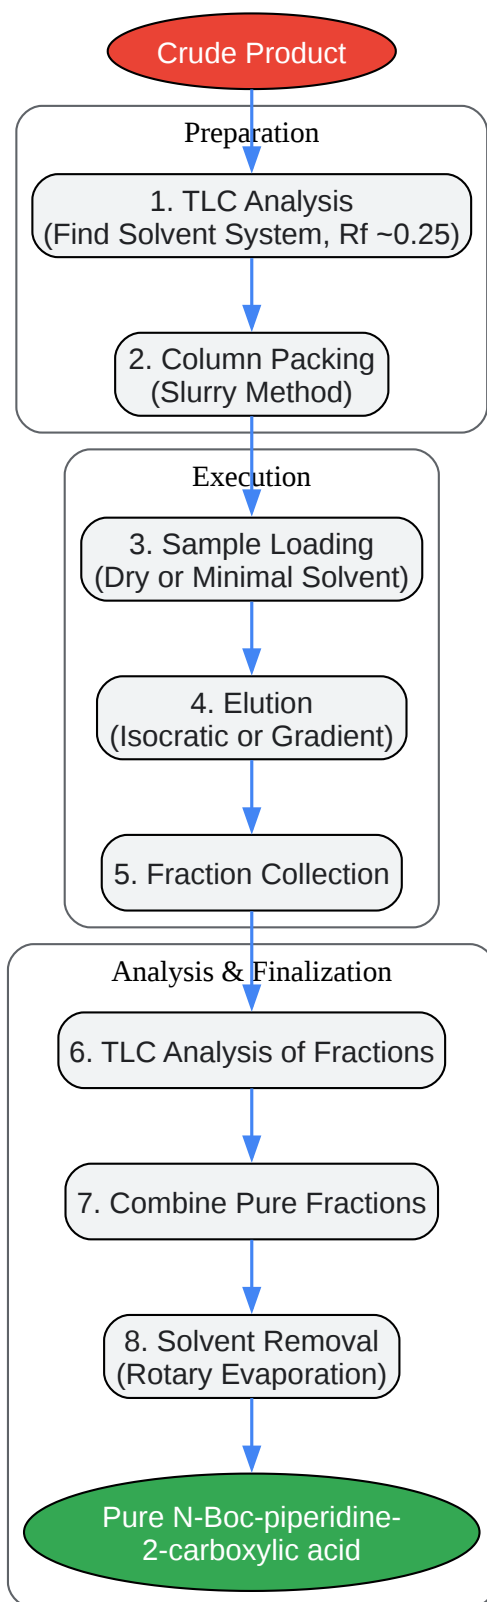 Crude Product
Preparation
1. TLC Analysis
(Find Solvent System, Rf ~0.25)
2. Column Packing
(Slurry Method)
Execution
3. Sample Loading
(Dry or Minimal Solvent)
4. Elution
(Isocratic or Gradient)
5. Fraction Collection
Analysis & Finalization
6. TLC Analysis of Fractions
7. Combine Pure Fractions
8. Solvent Removal
(Rotary Evaporation)
Pure N-Boc-piperidine-
2-carboxylic acid